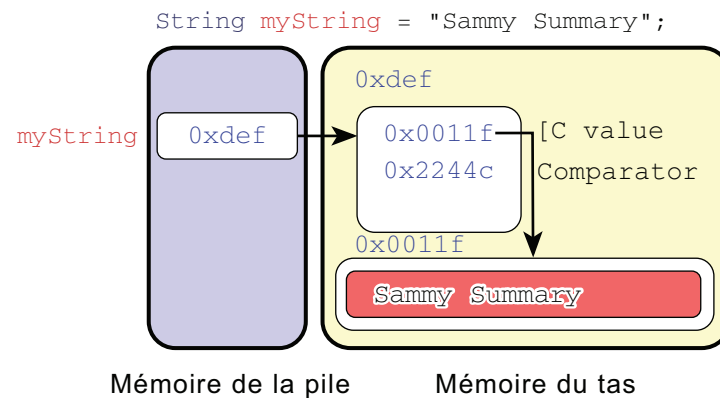 String myString = "Sammy Summary";
0xdef
myString 0xdef 0x0011f [C value
0x2244c Comparator
0x0011f
Sammy Summary
Mémoire de la pile Mémoire du tas